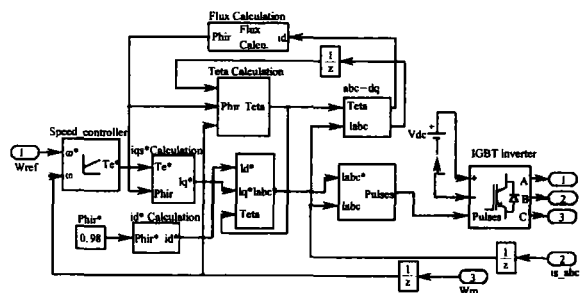 Flux Calculation
Phir Flux id
Calcu.
1
z
Teta Calculation
Phir Teta
abc-dq
Teta
Iabc
Speed_controller
ω*
Te*
ω
1
Wref
iqs*Calculation
Te*
Iq*
Phir
Id*
Iq* Iabc
Teta
Iabc*
Pulses
Iabc
Vdc
+
IGBT inverter
+
−
Pulses
A
B
C
1
2
3
Phir*
0.98
id* Calculation
Phir* id*
1
z
3
Wm
1
z
2
is_abc